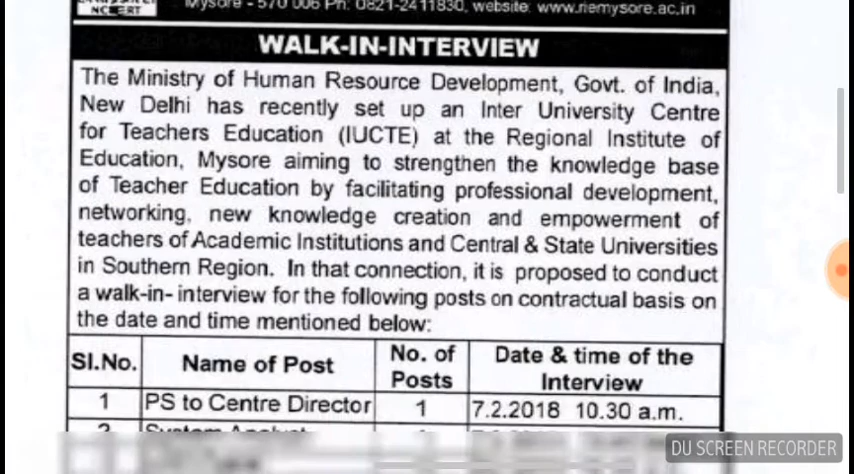 NCERT
Mysore - 570 006 Ph: 0821-2411830, website: www.riemysore.ac.in
WALK-IN-INTERVIEW
The Ministry of Human Resource Development, Govt. of India,
New Delhi has recently set up an Inter University Centre
for Teachers Education (IUCTE) at the Regional Institute of
Education, Mysore aiming to strengthen the knowledge base
of Teacher Education by facilitating professional development,
networking, new knowledge creation and empowerment of
teachers of Academic Institutions and Central & State Universities
in Southern Region. In that connection, it is proposed to conduct
a walk-in- interview for the following posts on contractual basis on
the date and time mentioned below:
Sl.No. Name of Post No. of Posts Date & time of the Interview
1 PS to Centre Director 1 7.2.2018 10.30 a.m.
2 System Analyst
DU SCREEN RECORDER